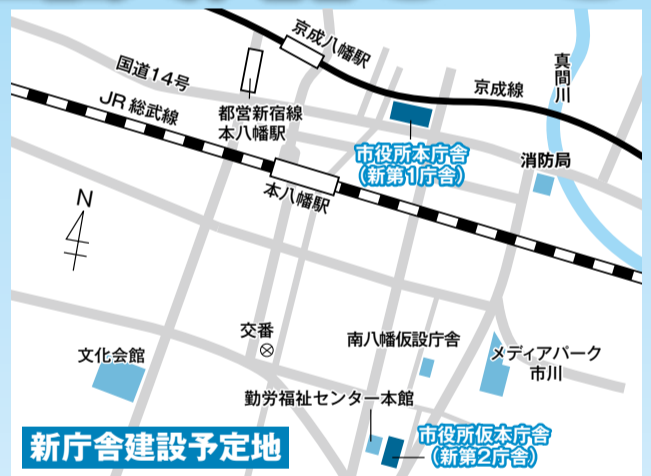 京成八幡駅
国道14号
JR 総武線
都営新宿線
本八幡駅
京成線
真間川
市役所本庁舎
(新第1庁舎)
消防局
本八幡駅
N
交番
文化会館
南八幡仮設庁舎
メディアパーク
市川
勤労福祉センター本館
市役所仮本庁舎
(新第2庁舎)
新庁舎建設予定地